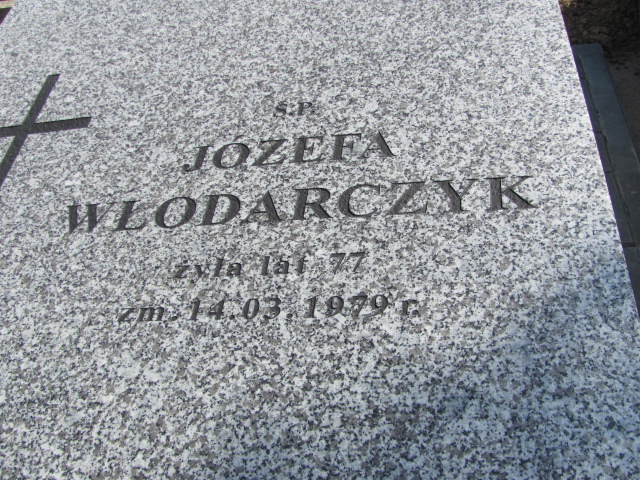 Ś.P.
JÓZEFA
WŁODARCZYK
żyła lat 77
zm. 14.03.1979 r.